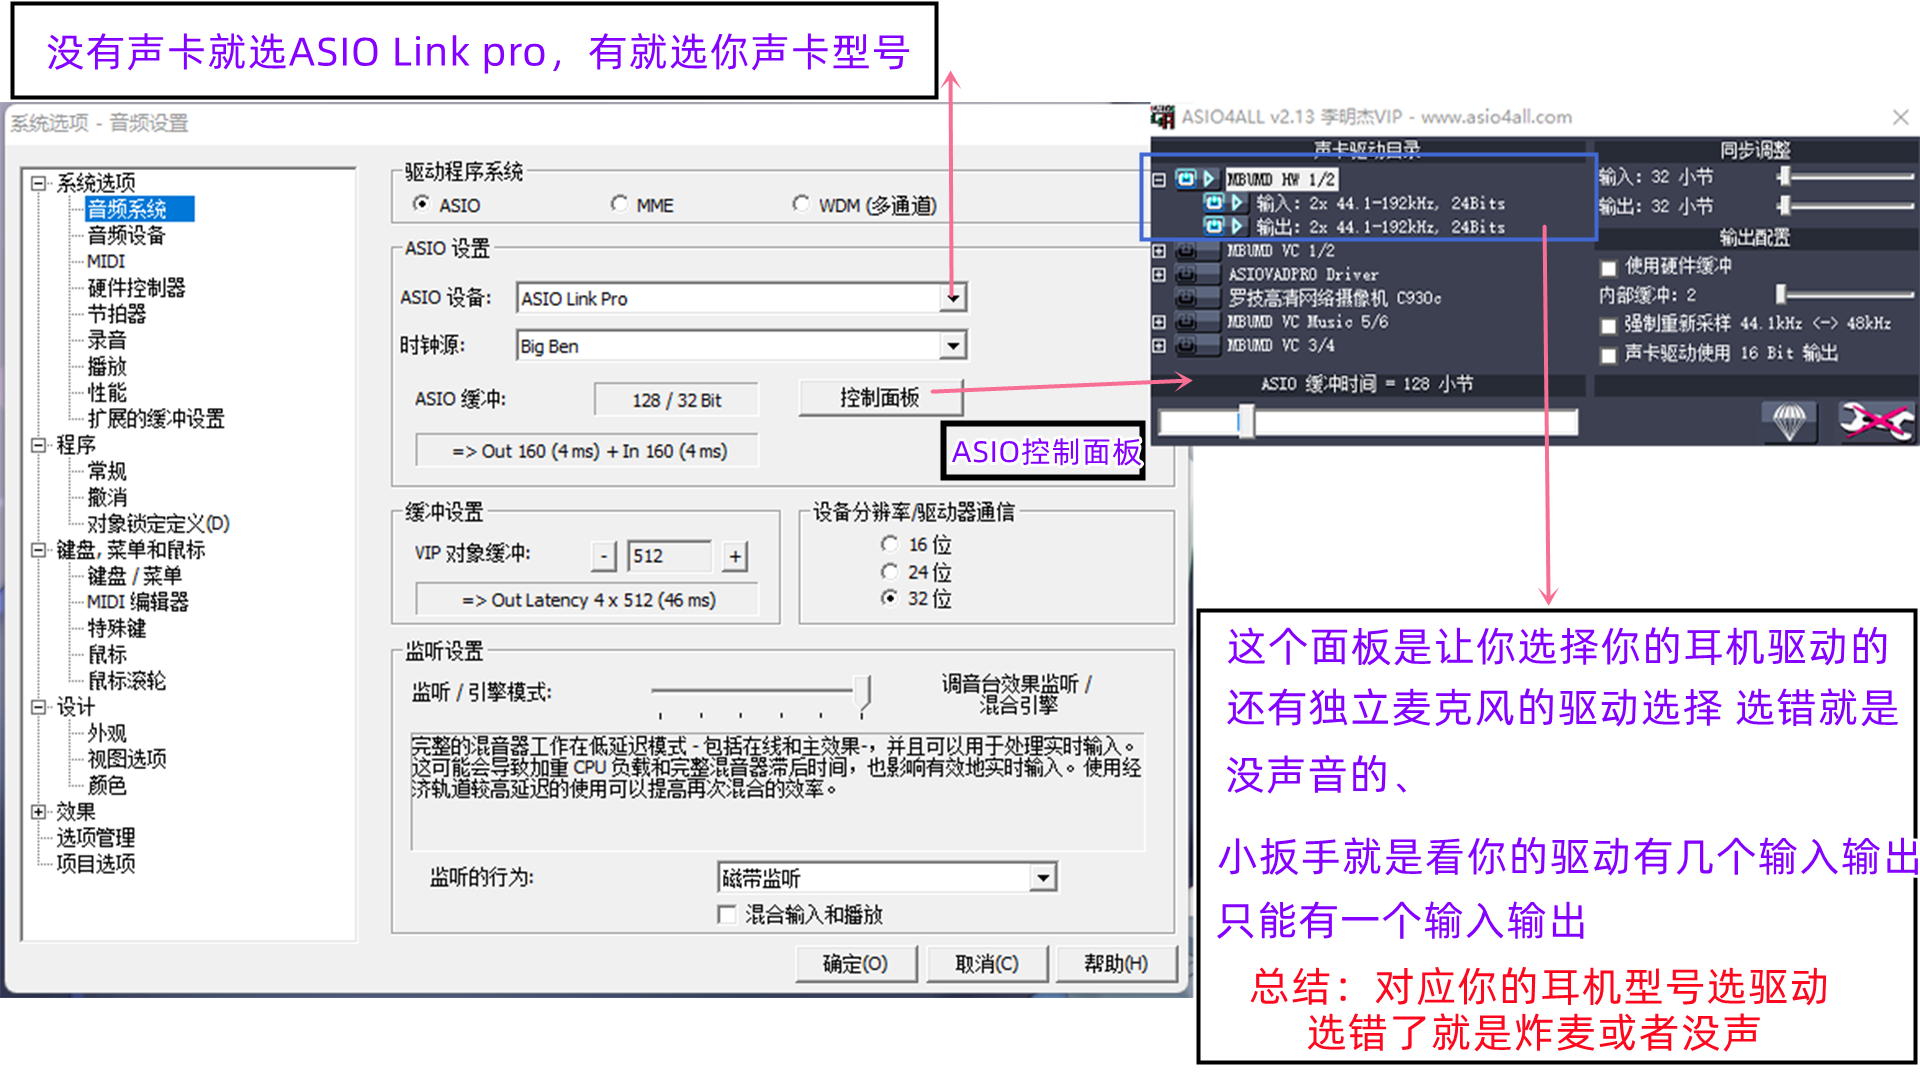 没有声卡就选ASIO Link pro，有就选你声卡型号
系统选项 - 音频设置
系统选项
音频系统
音频设备
MIDI
硬件控制器
节拍器
录音
播放
性能
扩展的缓冲设置
程序
常规
撤消
对象锁定定义(D)
键盘, 菜单和鼠标
键盘 / 菜单
MIDI 编辑器
特殊键
鼠标
鼠标滚轮
设计
外观
视图选项
颜色
效果
选项管理
项目选项
驱动程序系统
ASIO
MME
WDM (多通道)
ASIO 设置
ASIO 设备:
ASIO Link Pro
时钟源:
Big Ben
ASIO 缓冲:
128 / 32 Bit
控制面板
=> Out 160 (4 ms) + In 160 (4 ms)
ASIO控制面板
缓冲设置
VIP 对象缓冲:
-
512
+
=> Out Latency 4 x 512 (46 ms)
设备分辨率/驱动器通信
16 位
24 位
32 位
监听设置
监听 / 引擎模式:
调音台效果监听 /
混合引擎
完整的混音器工作在低延迟模式 - 包括在线和主效果-，并且可以用于处理实时输入。
这可能会导致加重 CPU 负载和完整混音器滞后时间，也影响有效地实时输入。使用经
济轨道较高延迟的使用可以提高再次混合的效率。
监听的行为:
磁带监听
混合输入和播放
确定(O)
取消(C)
帮助(H)
ASIO4ALL v2.13 李明杰VIP - www.asio4all.com
声卡驱动目录
MBUMD HW 1/2
输入: 2x 44.1-192kHz, 24Bits
输出: 2x 44.1-192kHz, 24Bits
MBUMD VC 1/2
ASIOVADPRO Driver
罗技高清网络摄像机 C930c
MBUMD VC Music 5/6
MBUMD VC 3/4
ASIO 缓冲时间 = 128 小节
同步调整
输入: 32 小节
输出: 32 小节
输出配置
使用硬件缓冲
内部缓冲: 2
强制重新采样 44.1kHz <-> 48kHz
声卡驱动使用 16 Bit 输出
这个面板是让你选择你的耳机驱动的
还有独立麦克风的驱动选择 选错就是
没声音的、
小扳手就是看你的驱动有几个输入输出
只能有一个输入输出
总结：对应你的耳机型号选驱动
选错了就是炸麦或者没声